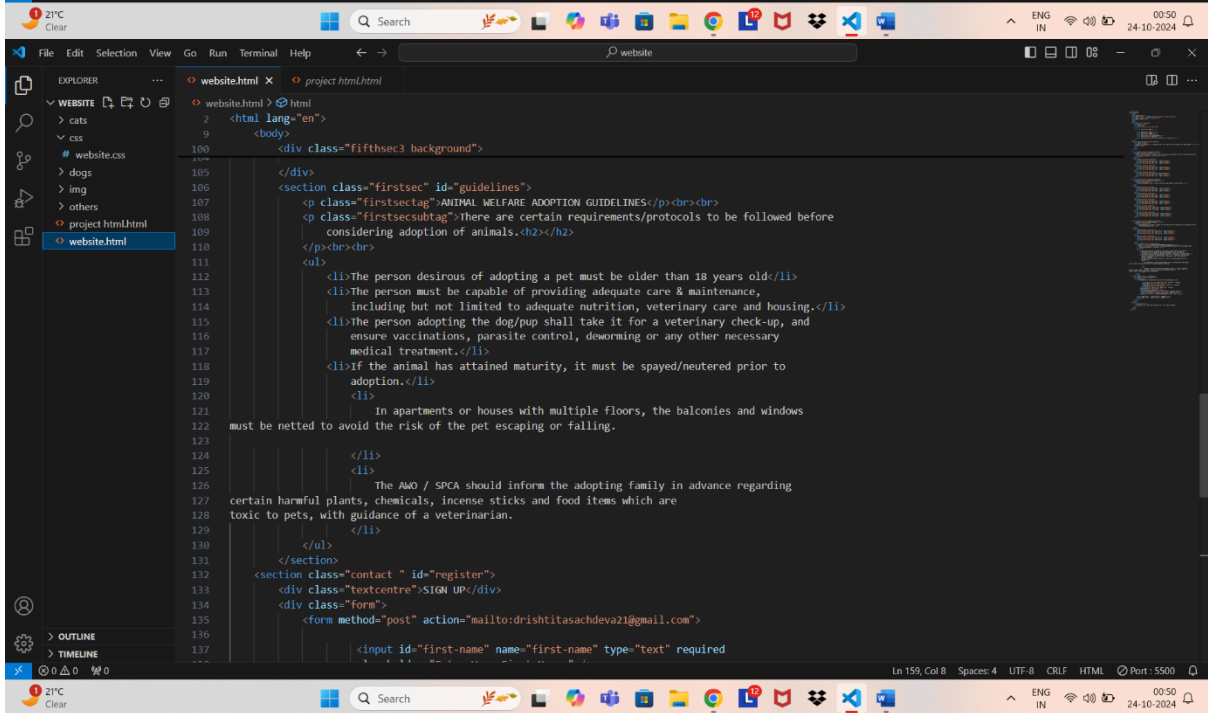 1 21°C
Clear
Search
12
12
ENG
IN
00:50
24-10-2024
File Edit Selection View Go Run Terminal Help
website
EXPLORER
website.html
project html.html
WEBSITE
website.html > html
cats
css
website.css
dogs
img
others
project html.html
website.html
2 <html lang="en">
9 <body>
100 <div class="fifthsec3 background">
104
105 </div>
106 <section class="firstsec" id="guidelines">
107 <p class="firstsectag">ANIMAL WELFARE ADOPTION GUIDELINES</p><br><br>
108 <p class="firstsecsubtag">There are certain requirements/protocols to be followed before
109 considering adoption of animals.<h2></h2>
110 </p><br><br>
111 <ul>
112 <li>The person desirous of adopting a pet must be older than 18 years old</li>
113 <li>The person must be capable of providing adequate care & maintenance,
114 including but not limited to adequate nutrition, veterinary care and housing.</li>
115 <li>The person adopting the dog/pup shall take it for a veterinary check-up, and
116 ensure vaccinations, parasite control, deworming or any other necessary
117 medical treatment.</li>
118 <li>If the animal has attained maturity, it must be spayed/neutered prior to
119 adoption.</li>
120 <li>
121 In apartments or houses with multiple floors, the balconies and windows
122 must be netted to avoid the risk of the pet escaping or falling.
123
124 </li>
125 <li>
126 The AWO / SPCA should inform the adopting family in advance regarding
127 certain harmful plants, chemicals, incense sticks and food items which are
128 toxic to pets, with guidance of a veterinarian.
129 </li>
130 </ul>
131 </section>
132 <section class="contact " id="register">
133 <div class="textcentre">SIGN UP</div>
134 <div class="form">
135 <form method="post" action="mailto:drishtitasachdeva21@gmail.com">
136
137 <input id="first-name" name="first-name" type="text" required
OUTLINE
TIMELINE
0 0 0
Ln 159, Col 8 Spaces: 4 UTF-8 CRLF HTML Port : 5500
1 21°C
Clear
Search
12
12
ENG
IN
00:50
24-10-2024